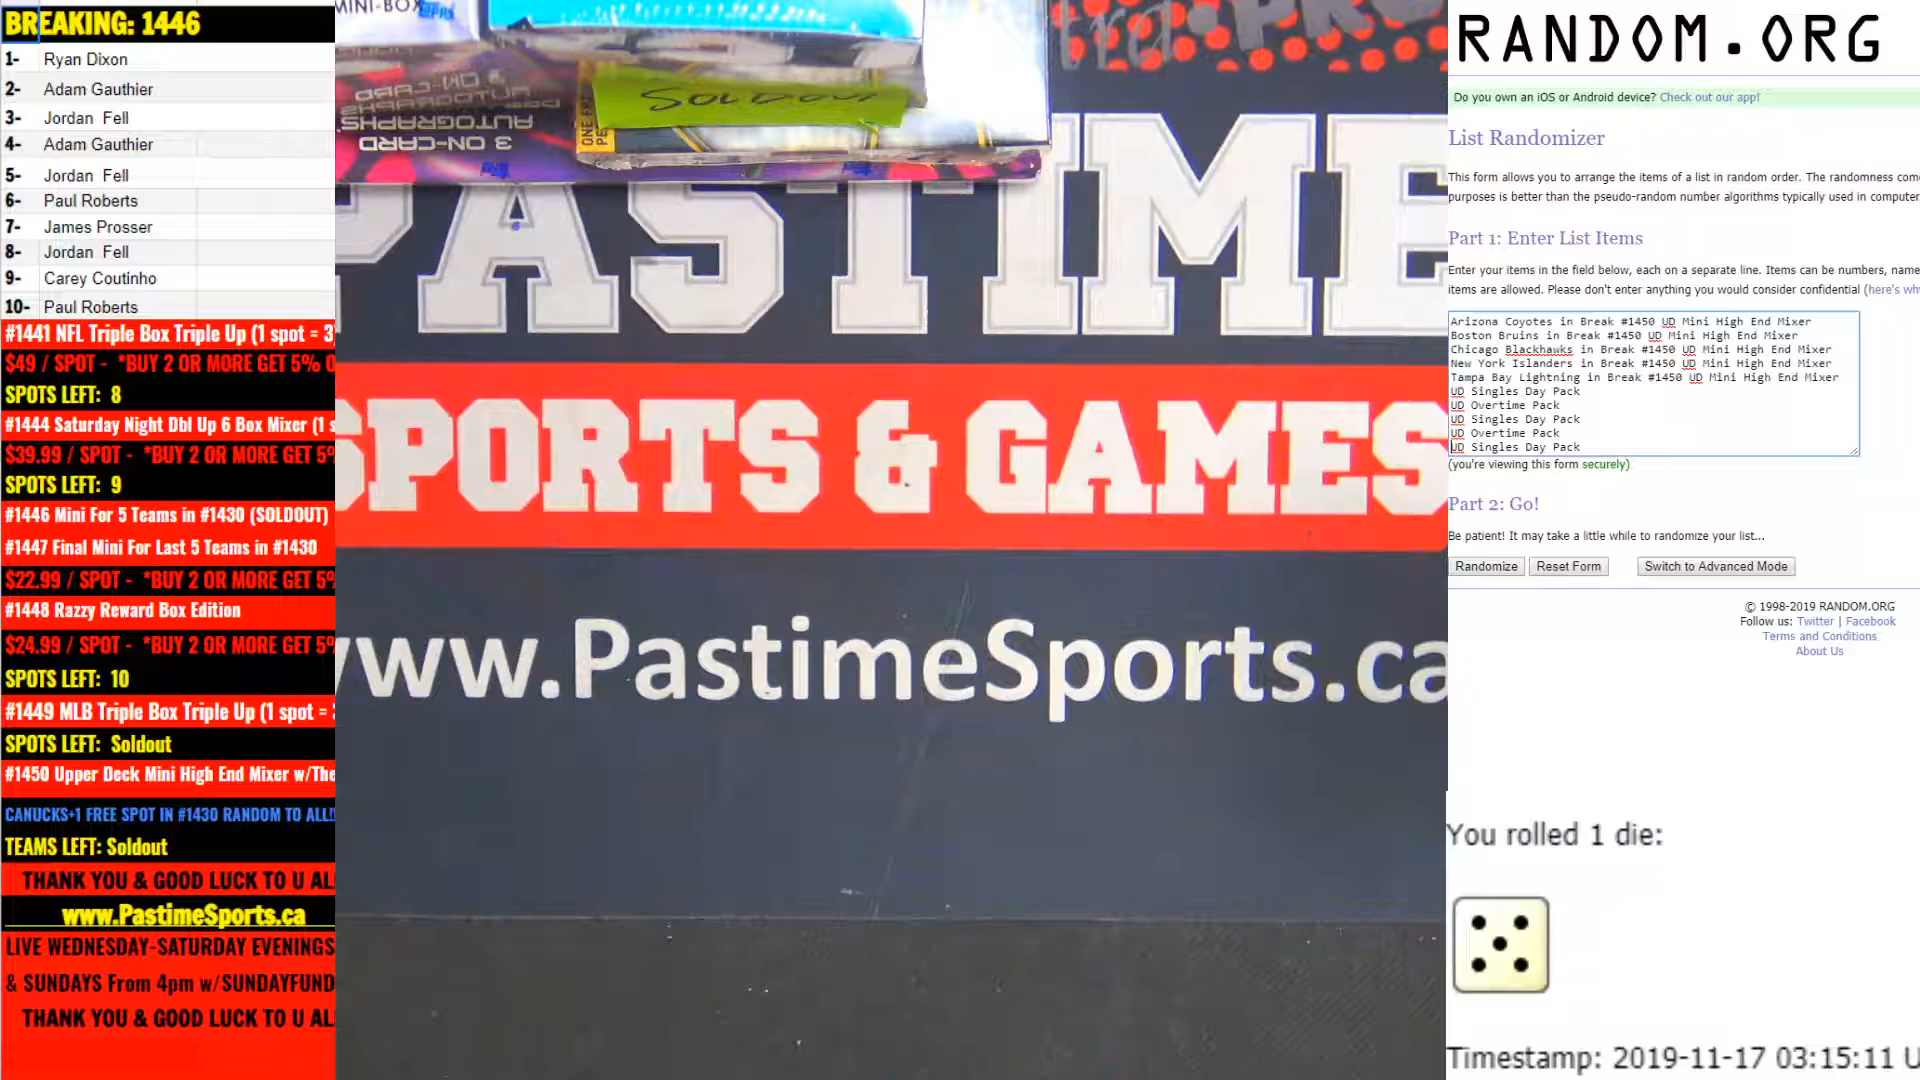 BREAKING: 1446
1- Ryan Dixon
2- Adam Gauthier
3- Jordan Fell
4- Adam Gauthier
5- Jordan Fell
6- Paul Roberts
7- James Prosser
8- Jordan Fell
9- Carey Coutinho
10- Paul Roberts
#1441 NFL Triple Box Triple Up (1 spot = 3
$49 / SPOT - *BUY 2 OR MORE GET 5% O
SPOTS LEFT: 8
#1444 Saturday Night Dbl Up 6 Box Mixer (1 s
$39.99 / SPOT - *BUY 2 OR MORE GET 5%
SPOTS LEFT: 9
#1446 Mini For 5 Teams in #1430 (SOLDOUT)
#1447 Final Mini For Last 5 Teams in #1430
$22.99 / SPOT - *BUY 2 OR MORE GET 5%
#1448 Razzy Reward Box Edition
$24.99 / SPOT - *BUY 2 OR MORE GET 5%
SPOTS LEFT: 10
#1449 MLB Triple Box Triple Up (1 spot =
SPOTS LEFT: Soldout
#1450 Upper Deck Mini High End Mixer w/The
CANUCKS+1 FREE SPOT IN #1430 RANDOM TO ALL!!
TEAMS LEFT: Soldout
THANK YOU & GOOD LUCK TO U AL
www.PastimeSports.ca
LIVE WEDNESDAY-SATURDAY EVENINGS
& SUNDAYS From 4pm w/SUNDAYFUND
THANK YOU & GOOD LUCK TO U AL
MINI-BOX
topps
SOLDOUT
3 ON-CARD
AUTOGRAPHS
3 ON-CARD
PASTIME
SPORTS & GAMES
www.PastimeSports.ca
RANDOM.ORG
Do you own an iOS or Android device? Check out our app!
List Randomizer
This form allows you to arrange the items of a list in random order. The randomness com
purposes is better than the pseudo-random number algorithms typically used in computer
Part 1: Enter List Items
Enter your items in the field below, each on a separate line. Items can be numbers, name
items are allowed. Please don't enter anything you would consider confidential (here's why
Arizona Coyotes in Break #1450 UD Mini High End Mixer
Boston Bruins in Break #1450 UD Mini High End Mixer
Chicago Blackhawks in Break #1450 UD Mini High End Mixer
New York Islanders in Break #1450 UD Mini High End Mixer
Tampa Bay Lightning in Break #1450 UD Mini High End Mixer
UD Singles Day Pack
UD Overtime Pack
UD Singles Day Pack
UD Overtime Pack
UD Singles Day Pack
(you're viewing this form securely)
Part 2: Go!
Be patient! It may take a little while to randomize your list...
Randomize Reset Form Switch to Advanced Mode
© 1998-2019 RANDOM.ORG
Follow us: Twitter | Facebook
Terms and Conditions
About Us
You rolled 1 die:
Timestamp: 2019-11-17 03:15:11 U